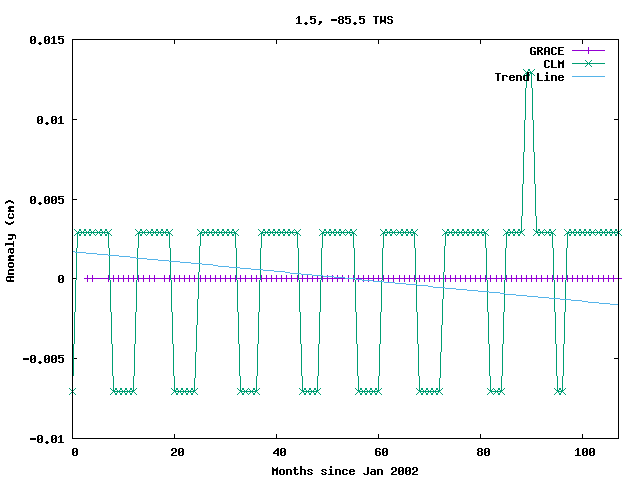 1.5, -85.5 TWS
0.015
GRACE
CLM
Trend Line
0.01
0.005
Anomaly (cm)
0
-0.005
-0.01
0 20 40 60 80 100
Months since Jan 2002